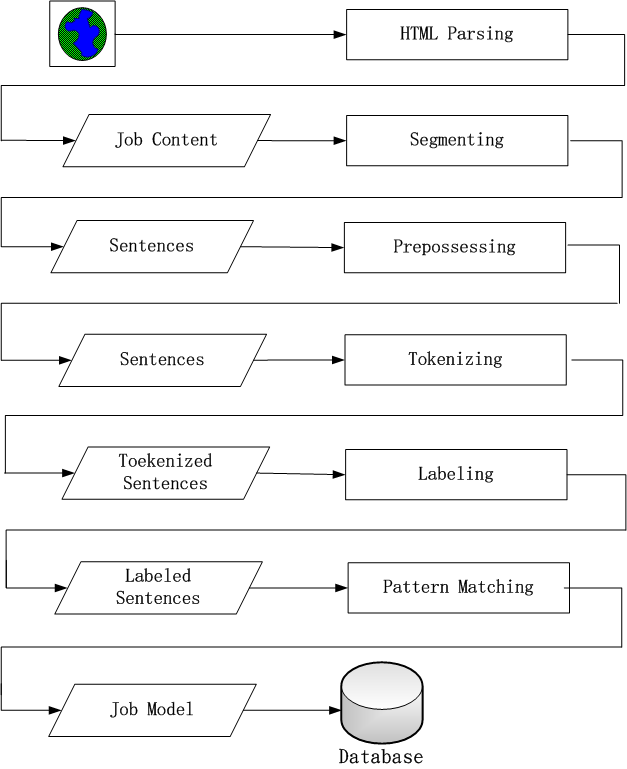 HTML Parsing
Job Content
Segmenting
Sentences
Prepossessing
Sentences
Tokenizing
Toekenized
Sentences
Labeling
Labeled
Sentences
Pattern Matching
Job Model
Database